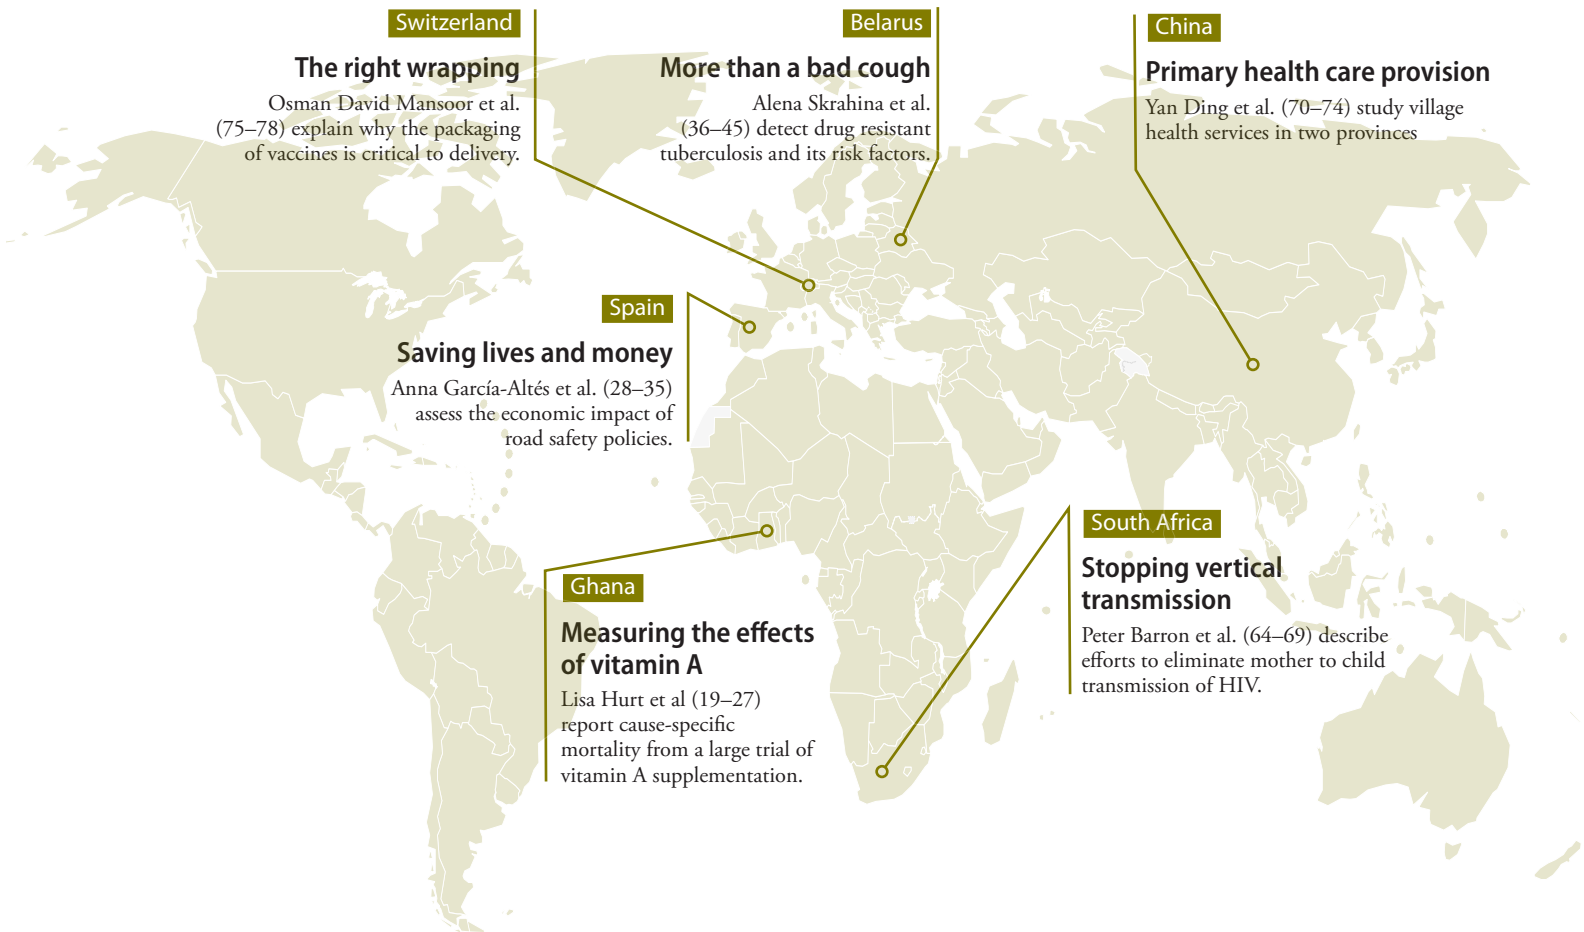 Switzerland
The right wrapping
Osman David Mansoor et al.
(75–78) explain why the packaging
of vaccines is critical to delivery.
Belarus
More than a bad cough
Alena Skrahina et al.
(36–45) detect drug resistant
tuberculosis and its risk factors.
China
Primary health care provision
Yan Ding et al. (70–74) study village
health services in two provinces
Spain
Saving lives and money
Anna García-Altés et al. (28–35)
assess the economic impact of
road safety policies.
Ghana
Measuring the effects
of vitamin A
Lisa Hurt et al (19–27)
report cause-specific
mortality from a large trial of
vitamin A supplementation.
South Africa
Stopping vertical
transmission
Peter Barron et al. (64–69) describe
efforts to eliminate mother to child
transmission of HIV.